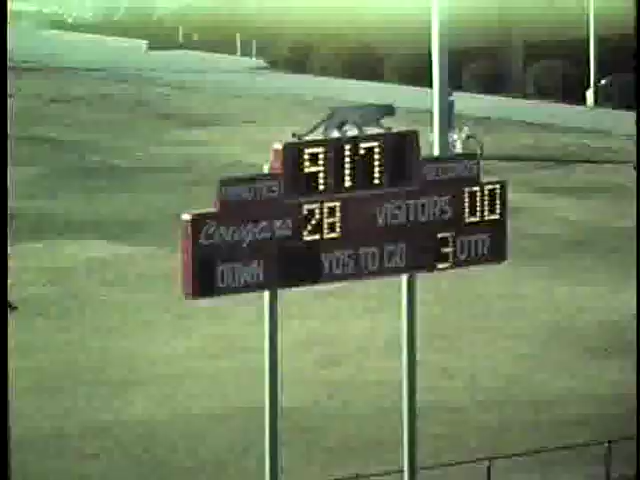 9 17
MINUTES SECONDS
Cougars 28 VISITORS 00
DOWN YDS TO GO 3 QTR